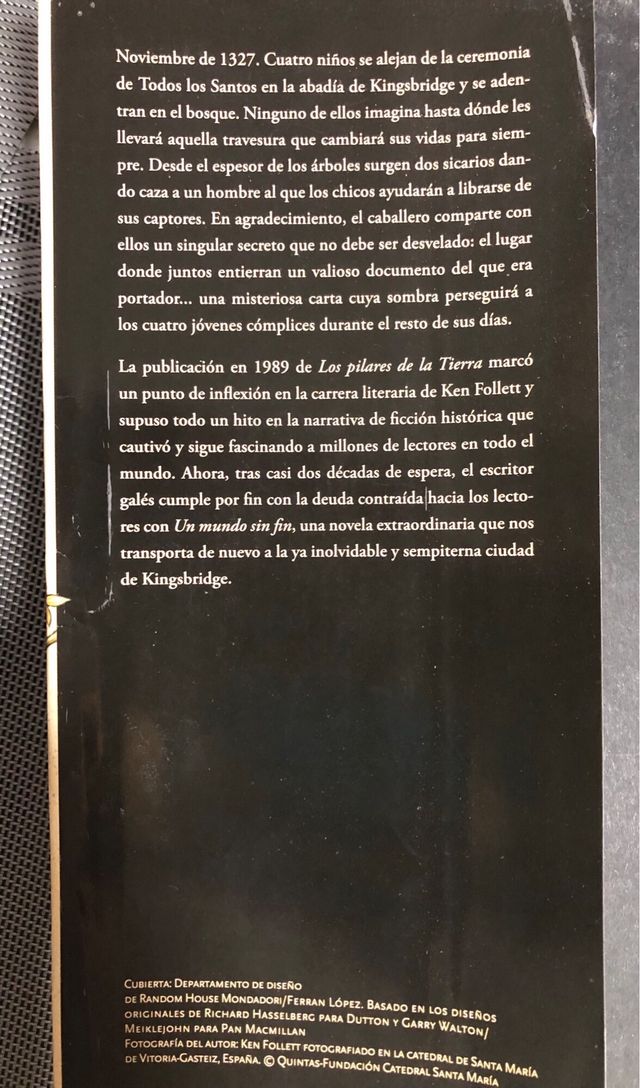 Noviembre de 1327. Cuatro niños se alejan de la ceremonia
de Todos los Santos en la abadía de Kingsbridge y se aden-
tran en el bosque. Ninguno de ellos imagina hasta dónde les
llevará aquella travesura que cambiará sus vidas para siem-
pre. Desde el espesor de los árboles surgen dos sicarios dan-
do caza a un hombre al que los chicos ayudarán a librarse de
sus captores. En agradecimiento, el caballero comparte con
ellos un singular secreto que no debe ser desvelado: el lugar
donde juntos entierran un valioso documento del que era
portador... una misteriosa carta cuya sombra perseguirá a
los cuatro jóvenes cómplices durante el resto de sus días.
La publicación en 1989 de Los pilares de la Tierra marcó
un punto de inflexión en la carrera literaria de Ken Follett y
supuso todo un hito en la narrativa de ficción histórica que
cautivó y sigue fascinando a millones de lectores en todo el
mundo. Ahora, tras casi dos décadas de espera, el escritor
galés cumple por fin con la deuda contraída hacia los lecto-
res con Un mundo sin fin, una novela extraordinaria que nos
transporta de nuevo a la ya inolvidable y sempiterna ciudad
de Kingsbridge.
Cubierta: Departamento de diseño
de Random House Mondadori/Ferran López. Basado en los diseños
originales de Richard Hasselberg para Dutton y Garry Walton/
Meiklejohn para Pan Macmillan
Fotografía del autor: Ken Follett fotografiado en la catedral de Santa María
de Vitoria-Gasteiz, España. © Quintas-Fundación Catedral Santa María